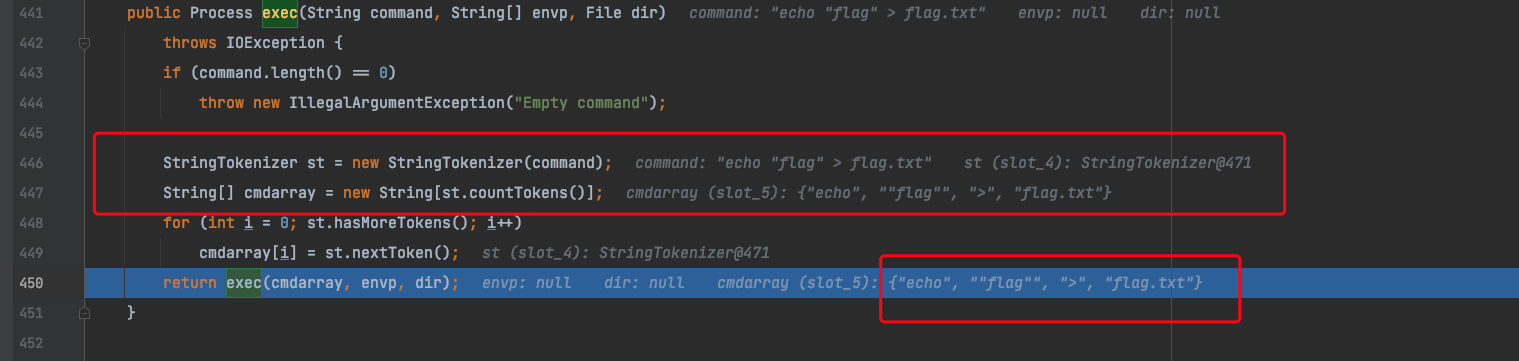 441 public Process exec(String command, String[] envp, File dir) command: "echo "flag" > flag.txt" envp: null dir: null
442 throws IOException {
443 if (command.length() == 0)
444 throw new IllegalArgumentException("Empty command");
445
446 StringTokenizer st = new StringTokenizer(command); command: "echo "flag" > flag.txt" st (slot_4): StringTokenizer@471
447 String[] cmdarray = new String[st.countTokens()]; cmdarray (slot_5): {"echo", ""flag"", ">", "flag.txt"}
448 for (int i = 0; st.hasMoreTokens(); i++)
449 cmdarray[i] = st.nextToken(); st (slot_4): StringTokenizer@471
450 return exec(cmdarray, envp, dir); envp: null dir: null cmdarray (slot_5): {"echo", ""flag"", ">", "flag.txt"}
451 }
452